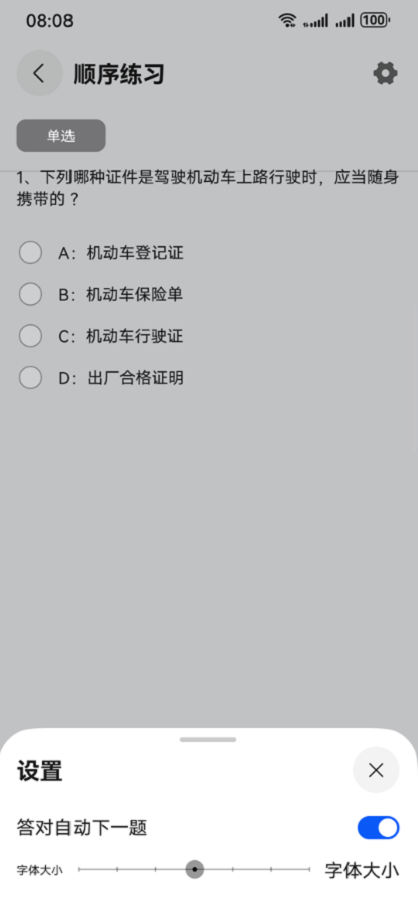 08:08
100
顺序练习
单选
1、下列哪种证件是驾驶机动车上路行驶时，应当随身
携带的？
A：机动车登记证
B：机动车保险单
C：机动车行驶证
D：出厂合格证明
设置
答对自动下一题
字体大小 字体大小